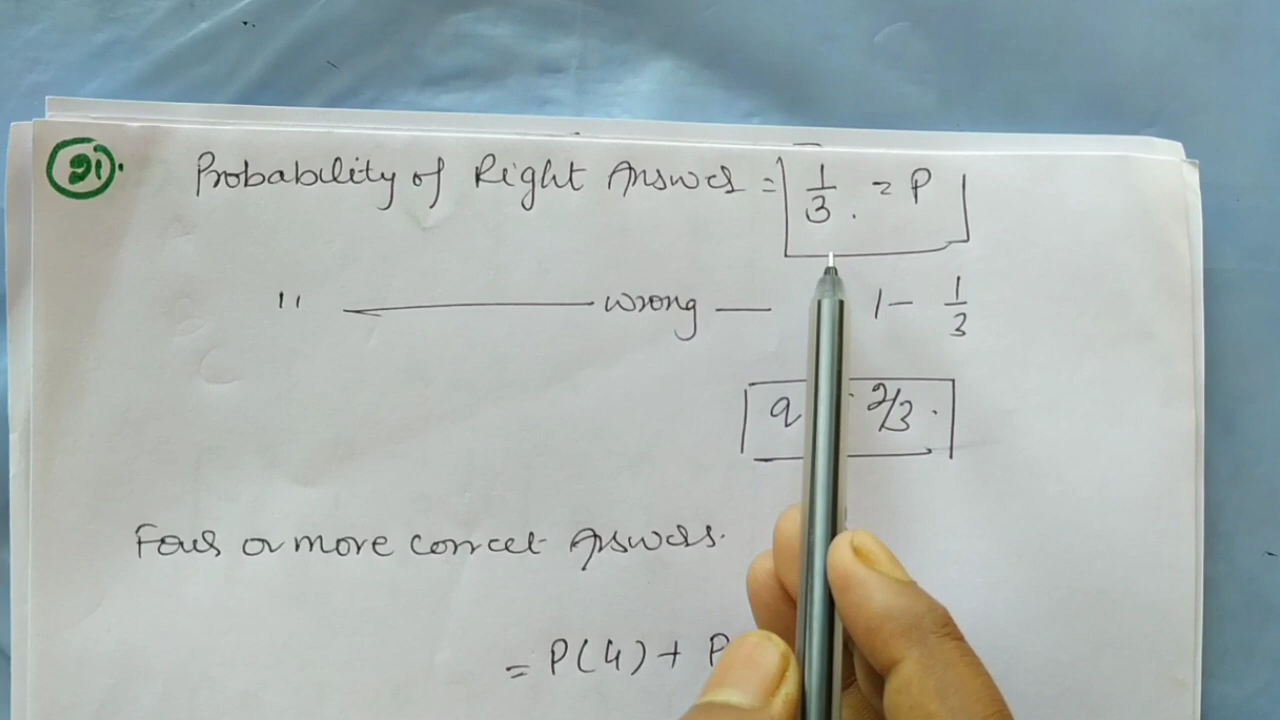 21.
Probability of Right Answer = 1/3 . = P
" ——— wrong — 1 - 1/3
q 2/3 .
Four or more correct Answers.
= P(4) + P